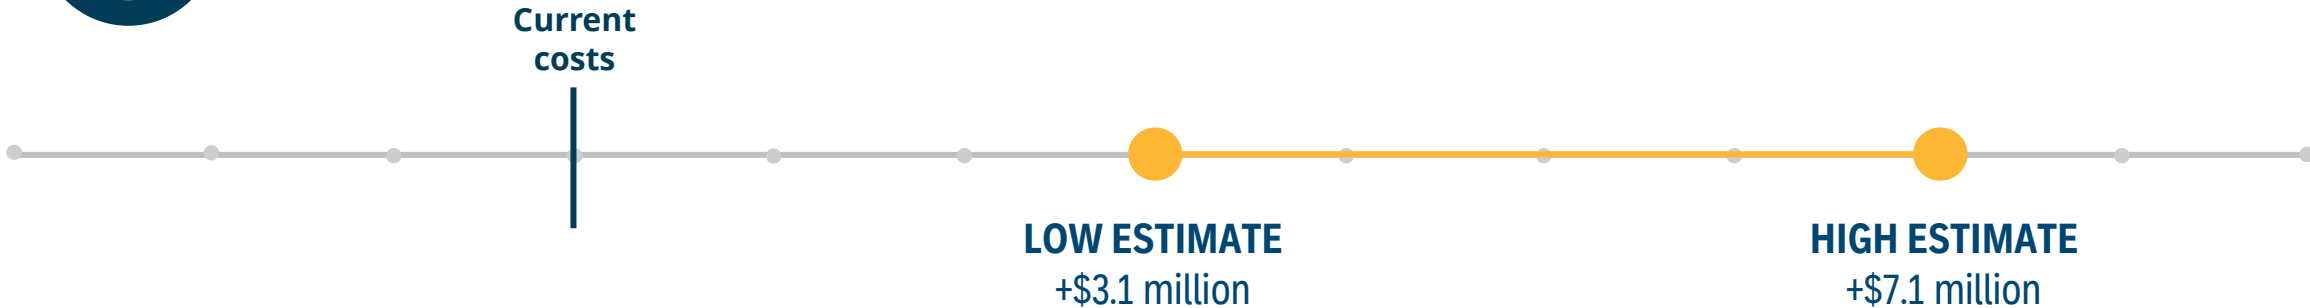 Current
costs
LOW ESTIMATE
+$3.1 million
HIGH ESTIMATE
+$7.1 million